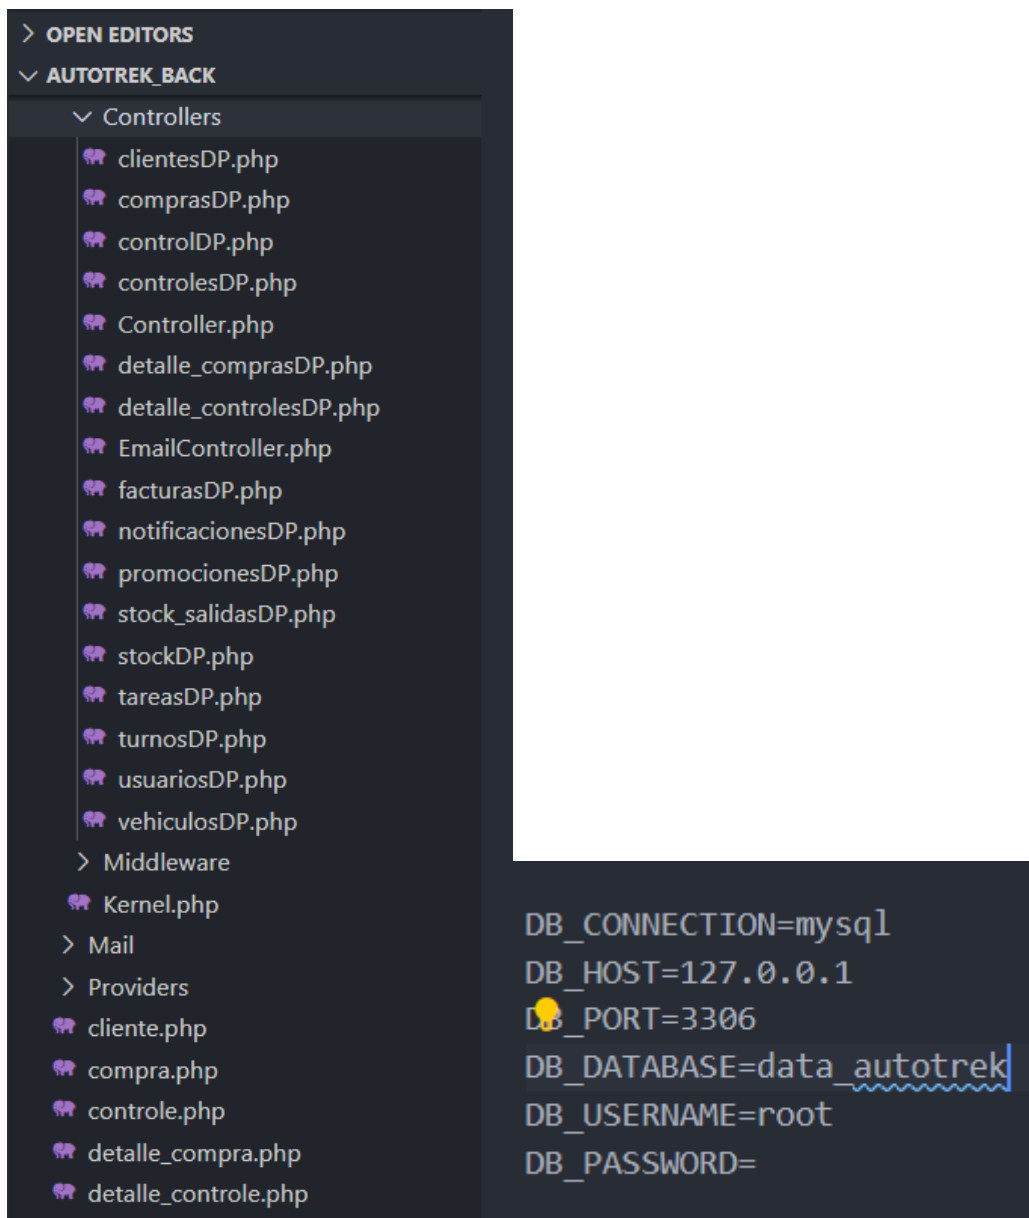 OPEN EDITORS
AUTOTREK_BACK
Controllers
clientesDP.php
comprasDP.php
controlDP.php
controlesDP.php
Controller.php
detalle_comprasDP.php
detalle_controlesDP.php
EmailController.php
facturasDP.php
notificacionesDP.php
promocionesDP.php
stock_salidasDP.php
stockDP.php
tareasDP.php
turnosDP.php
usuariosDP.php
vehiculosDP.php
Middleware
Kernel.php
Mail
Providers
cliente.php
compra.php
controle.php
detalle_compra.php
detalle_controle.php
DB_CONNECTION=mysql
DB_HOST=127.0.0.1
DB_PORT=3306
DB_DATABASE=data_autotrek
DB_USERNAME=root
DB_PASSWORD=